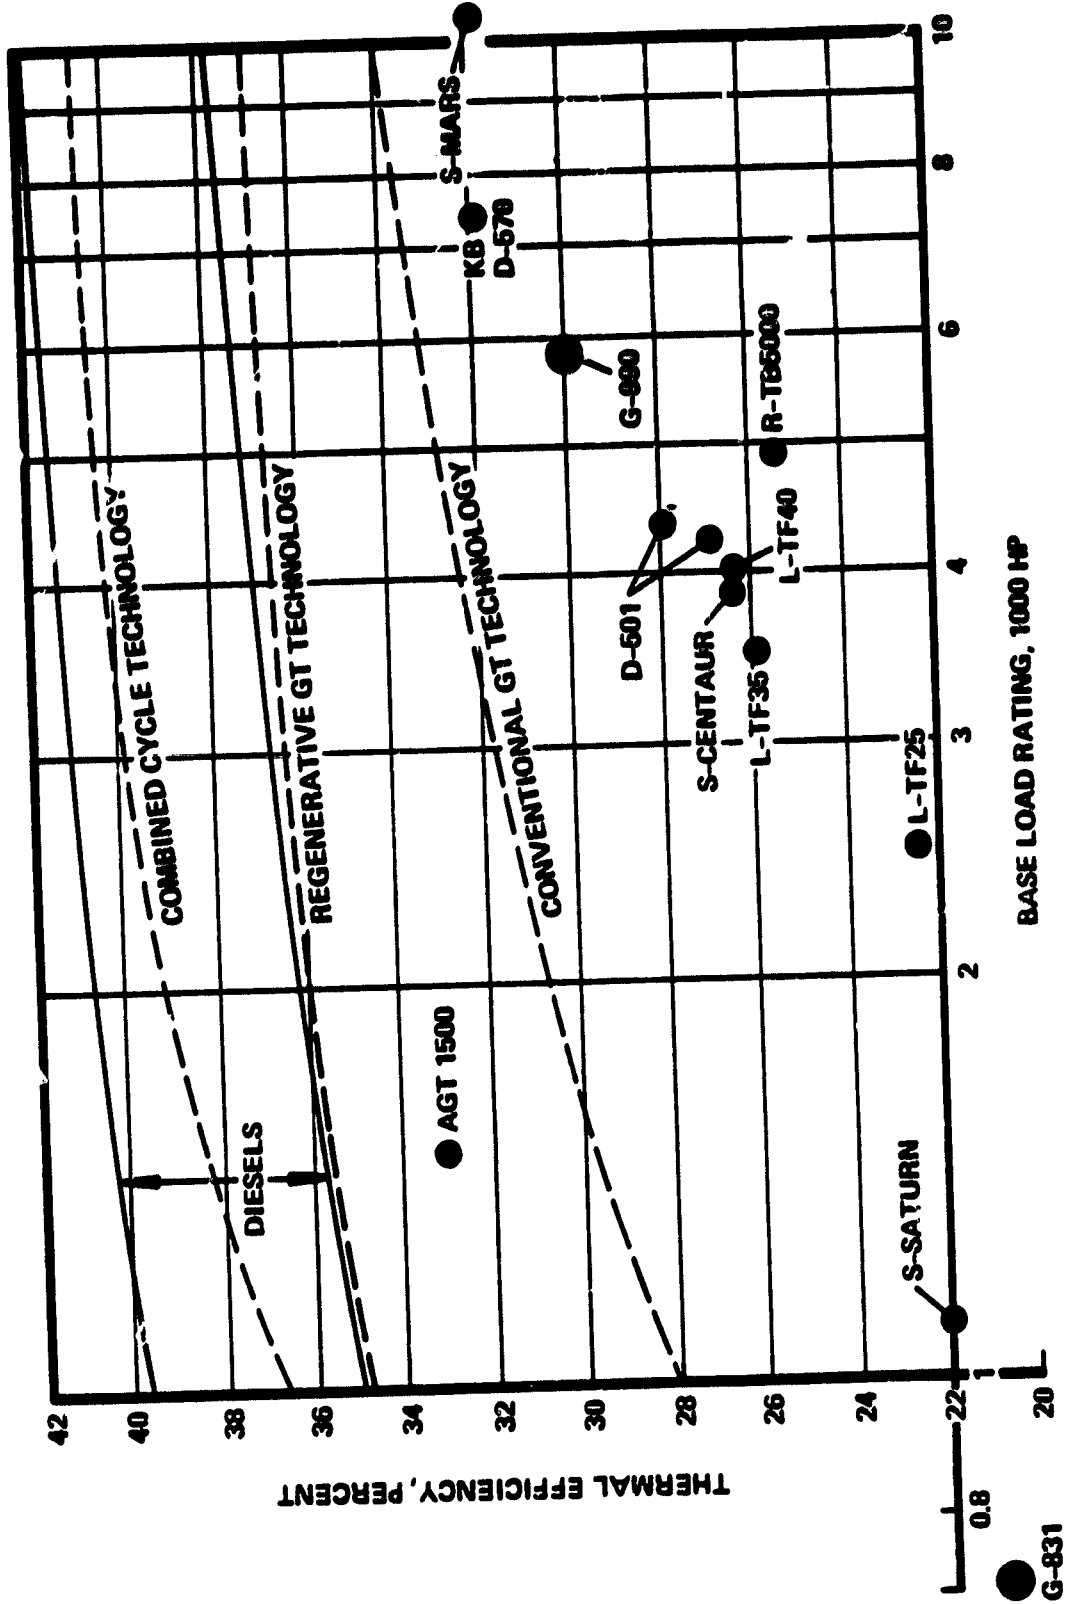 THERMAL EFFICIENCY, PERCENT
42
40
38
36
34
32
30
28
26
24
22
20
COMBINED CYCLE TECHNOLOGY
REGENERATIVE GT TECHNOLOGY
CONVENTIONAL GT TECHNOLOGY
DIESELS
AGT 1500
S-MARS
KB
D-570
G-990
D-501
R-TB5000
L-TF40
S-CENTAUR
L-TF35
L-TF25
S-SATURN
G-831
0.8
1
2
3
4
6
8
10
BASE LOAD RATING, 1000 HP